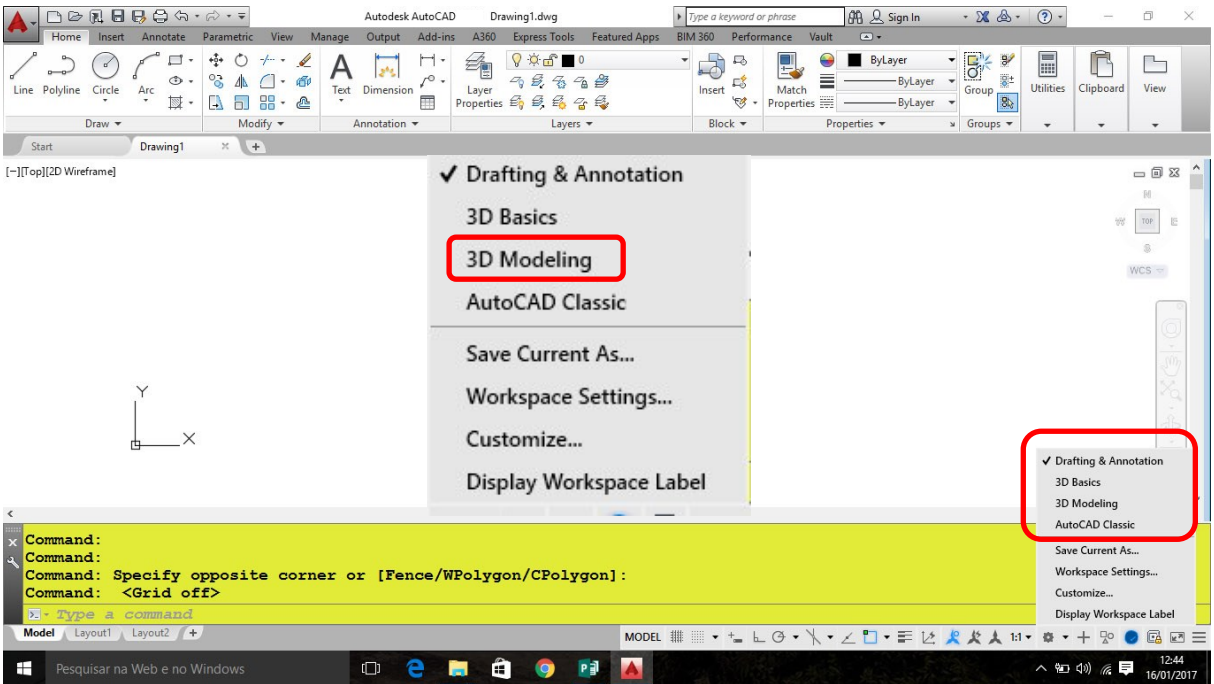 Autodesk AutoCAD Drawing1.dwg Type a keyword or phrase Sign In
Home Insert Annotate Parametric View Manage Output Add-ins A360 Express Tools Featured Apps BIM 360 Performance Vault
0 ByLayer
ByLayer
ByLayer
Line Polyline Circle Arc Text Dimension Layer Properties Insert Match Properties Group Utilities Clipboard View
Draw Modify Annotation Layers Block Properties Groups
Start Drawing1
[−][Top][2D Wireframe]
✓ Drafting & Annotation
3D Basics
3D Modeling
AutoCAD Classic
Save Current As...
Workspace Settings...
Customize...
Display Workspace Label
M
W TOP E
S
WCS
Y
X
✓ Drafting & Annotation
3D Basics
3D Modeling
AutoCAD Classic
Save Current As...
Workspace Settings...
Customize...
Display Workspace Label
Command:
Command:
Command: Specify opposite corner or [Fence/WPolygon/CPolygon]:
Command: <Grid off>
Type a command
Model Layout1 Layout2 +
MODEL 1:1
Pesquisar na Web e no Windows
12:44
16/01/2017